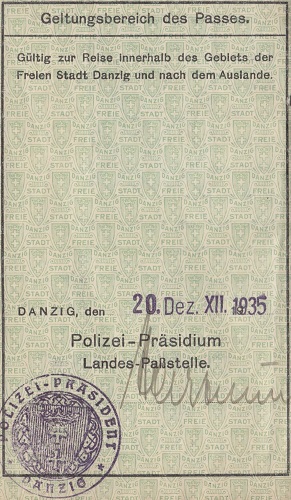 Geltungsbereich des Passes.
Gültig zur Reise innerhalb des Gebiets der
Freien Stadt Danzig und nach dem Auslande.
DANZIG, den 20. Dez. XII. 1935
Polizei-Präsidium
Landes-Paßstelle.
POLIZEI-PRÄSIDENT
DANZIG